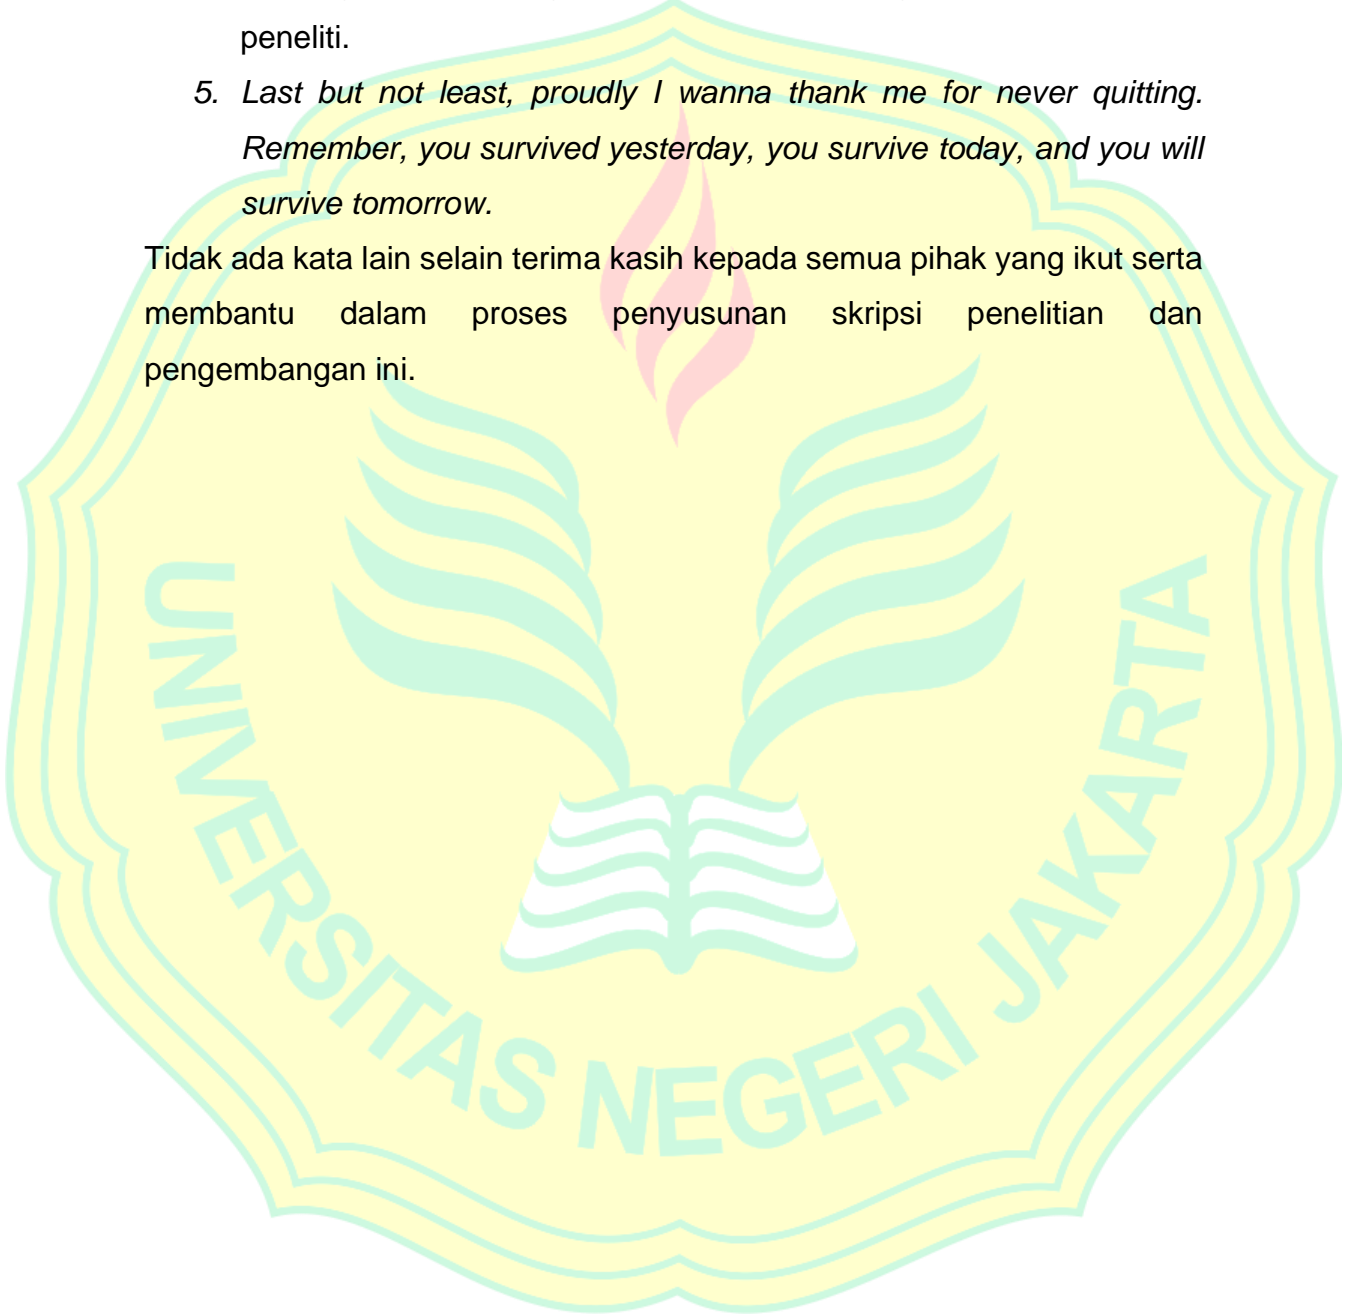 peneliti.
5. Last but not least, proudly I wanna thank me for never quitting.
Remember, you survived yesterday, you survive today, and you will
survive tomorrow.
Tidak ada kata lain selain terima kasih kepada semua pihak yang ikut serta
membantu dalam proses penyusunan skripsi penelitian dan
pengembangan ini.
UNIVERSITAS NEGERI JAKARTA